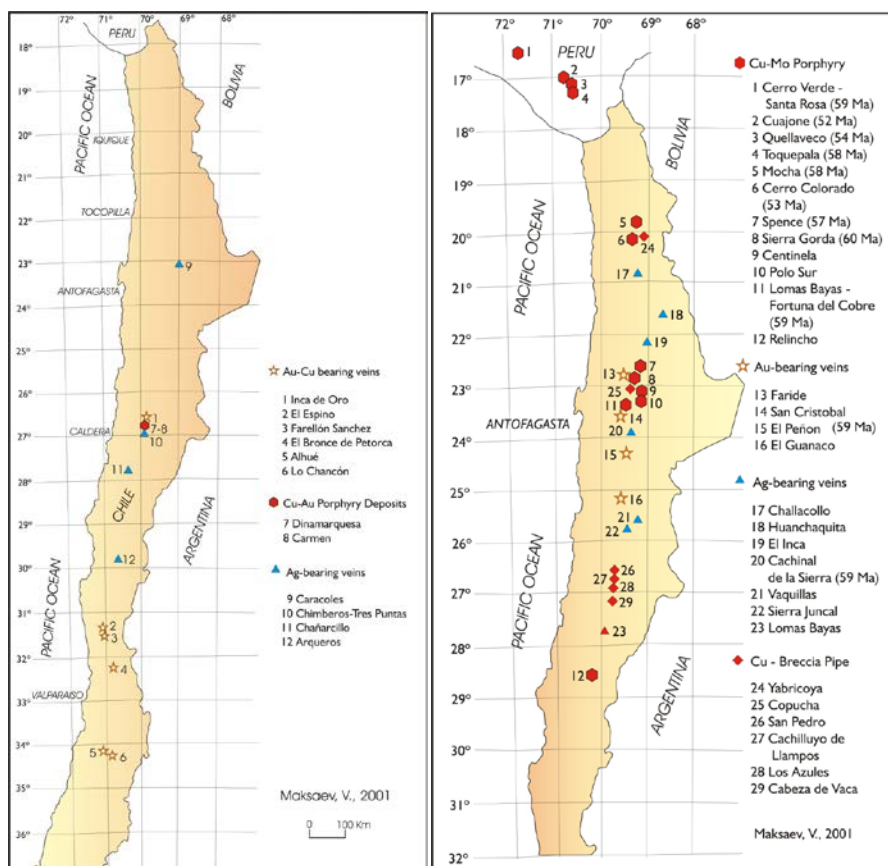 72°
71°
70°
69°
PERU
18°
19°
20°
21°
22°
23°
24°
25°
26°
27°
28°
29°
30°
31°
32°
33°
34°
35°
36°
PACIFIC OCEAN
BOLIVIA
IQUIQUE
TOCOPILLA
9
ANTOFAGASTA
1
CALDERA
7-8
10
11
CHILE
ARGENTINA
12
PACIFIC OCEAN
2
3
4
VALPARAISO
5
6
Au-Cu bearing veins
1 Inca de Oro
2 El Espino
3 Farellón Sanchez
4 El Bronce de Petorca
5 Alhué
6 Lo Chancón
Cu-Au Porphyry Deposits
7 Dinamarquesa
8 Carmen
Ag-bearing veins
9 Caracoles
10 Chimberos-Tres Puntas
11 Chañarcillo
12 Arqueros
Maksaev, V., 2001
0 100 Km
72°
71°
70°
69°
68°
1
PERU
2
3
4
17°
18°
19°
20°
21°
22°
23°
24°
25°
26°
27°
28°
29°
30°
31°
32°
BOLIVIA
PACIFIC OCEAN
5
6
24
17
18
19
13
7
8
25
9
11
10
ANTOFAGASTA
14
20
15
16
21
22
PACIFIC OCEAN
26
27
28
29
23
12
ARGENTINA
Cu-Mo Porphyry
1 Cerro Verde -
Santa Rosa (59 Ma)
2 Cuajone (52 Ma)
3 Quellaveco (54 Ma)
4 Toquepala (58 Ma)
5 Mocha (58 Ma)
6 Cerro Colorado
(53 Ma)
7 Spence (57 Ma)
8 Sierra Gorda (60 Ma)
9 Centinela
10 Polo Sur
11 Lomas Bayas -
Fortuna del Cobre
(59 Ma)
12 Relincho
Au-bearing veins
13 Faride
14 San Cristobal
15 El Peñon (59 Ma)
16 El Guanaco
Ag-bearing veins
17 Challacollo
18 Huanchaquita
19 El Inca
20 Cachinal
de la Sierra (59 Ma)
21 Vaquillas
22 Sierra Juncal
23 Lomas Bayas
Cu - Breccia Pipe
24 Yabricoya
25 Copucha
26 San Pedro
27 Cachilluyo de
Llampos
28 Los Azules
29 Cabeza de Vaca
Maksaev, V., 2001